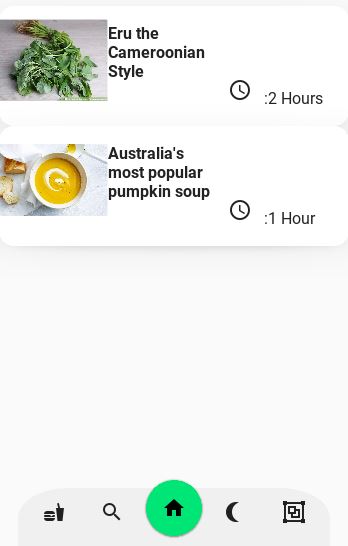 Eru the
Cameroonian
Style
:2 Hours
Australia's
most popular
pumpkin soup
:1 Hour